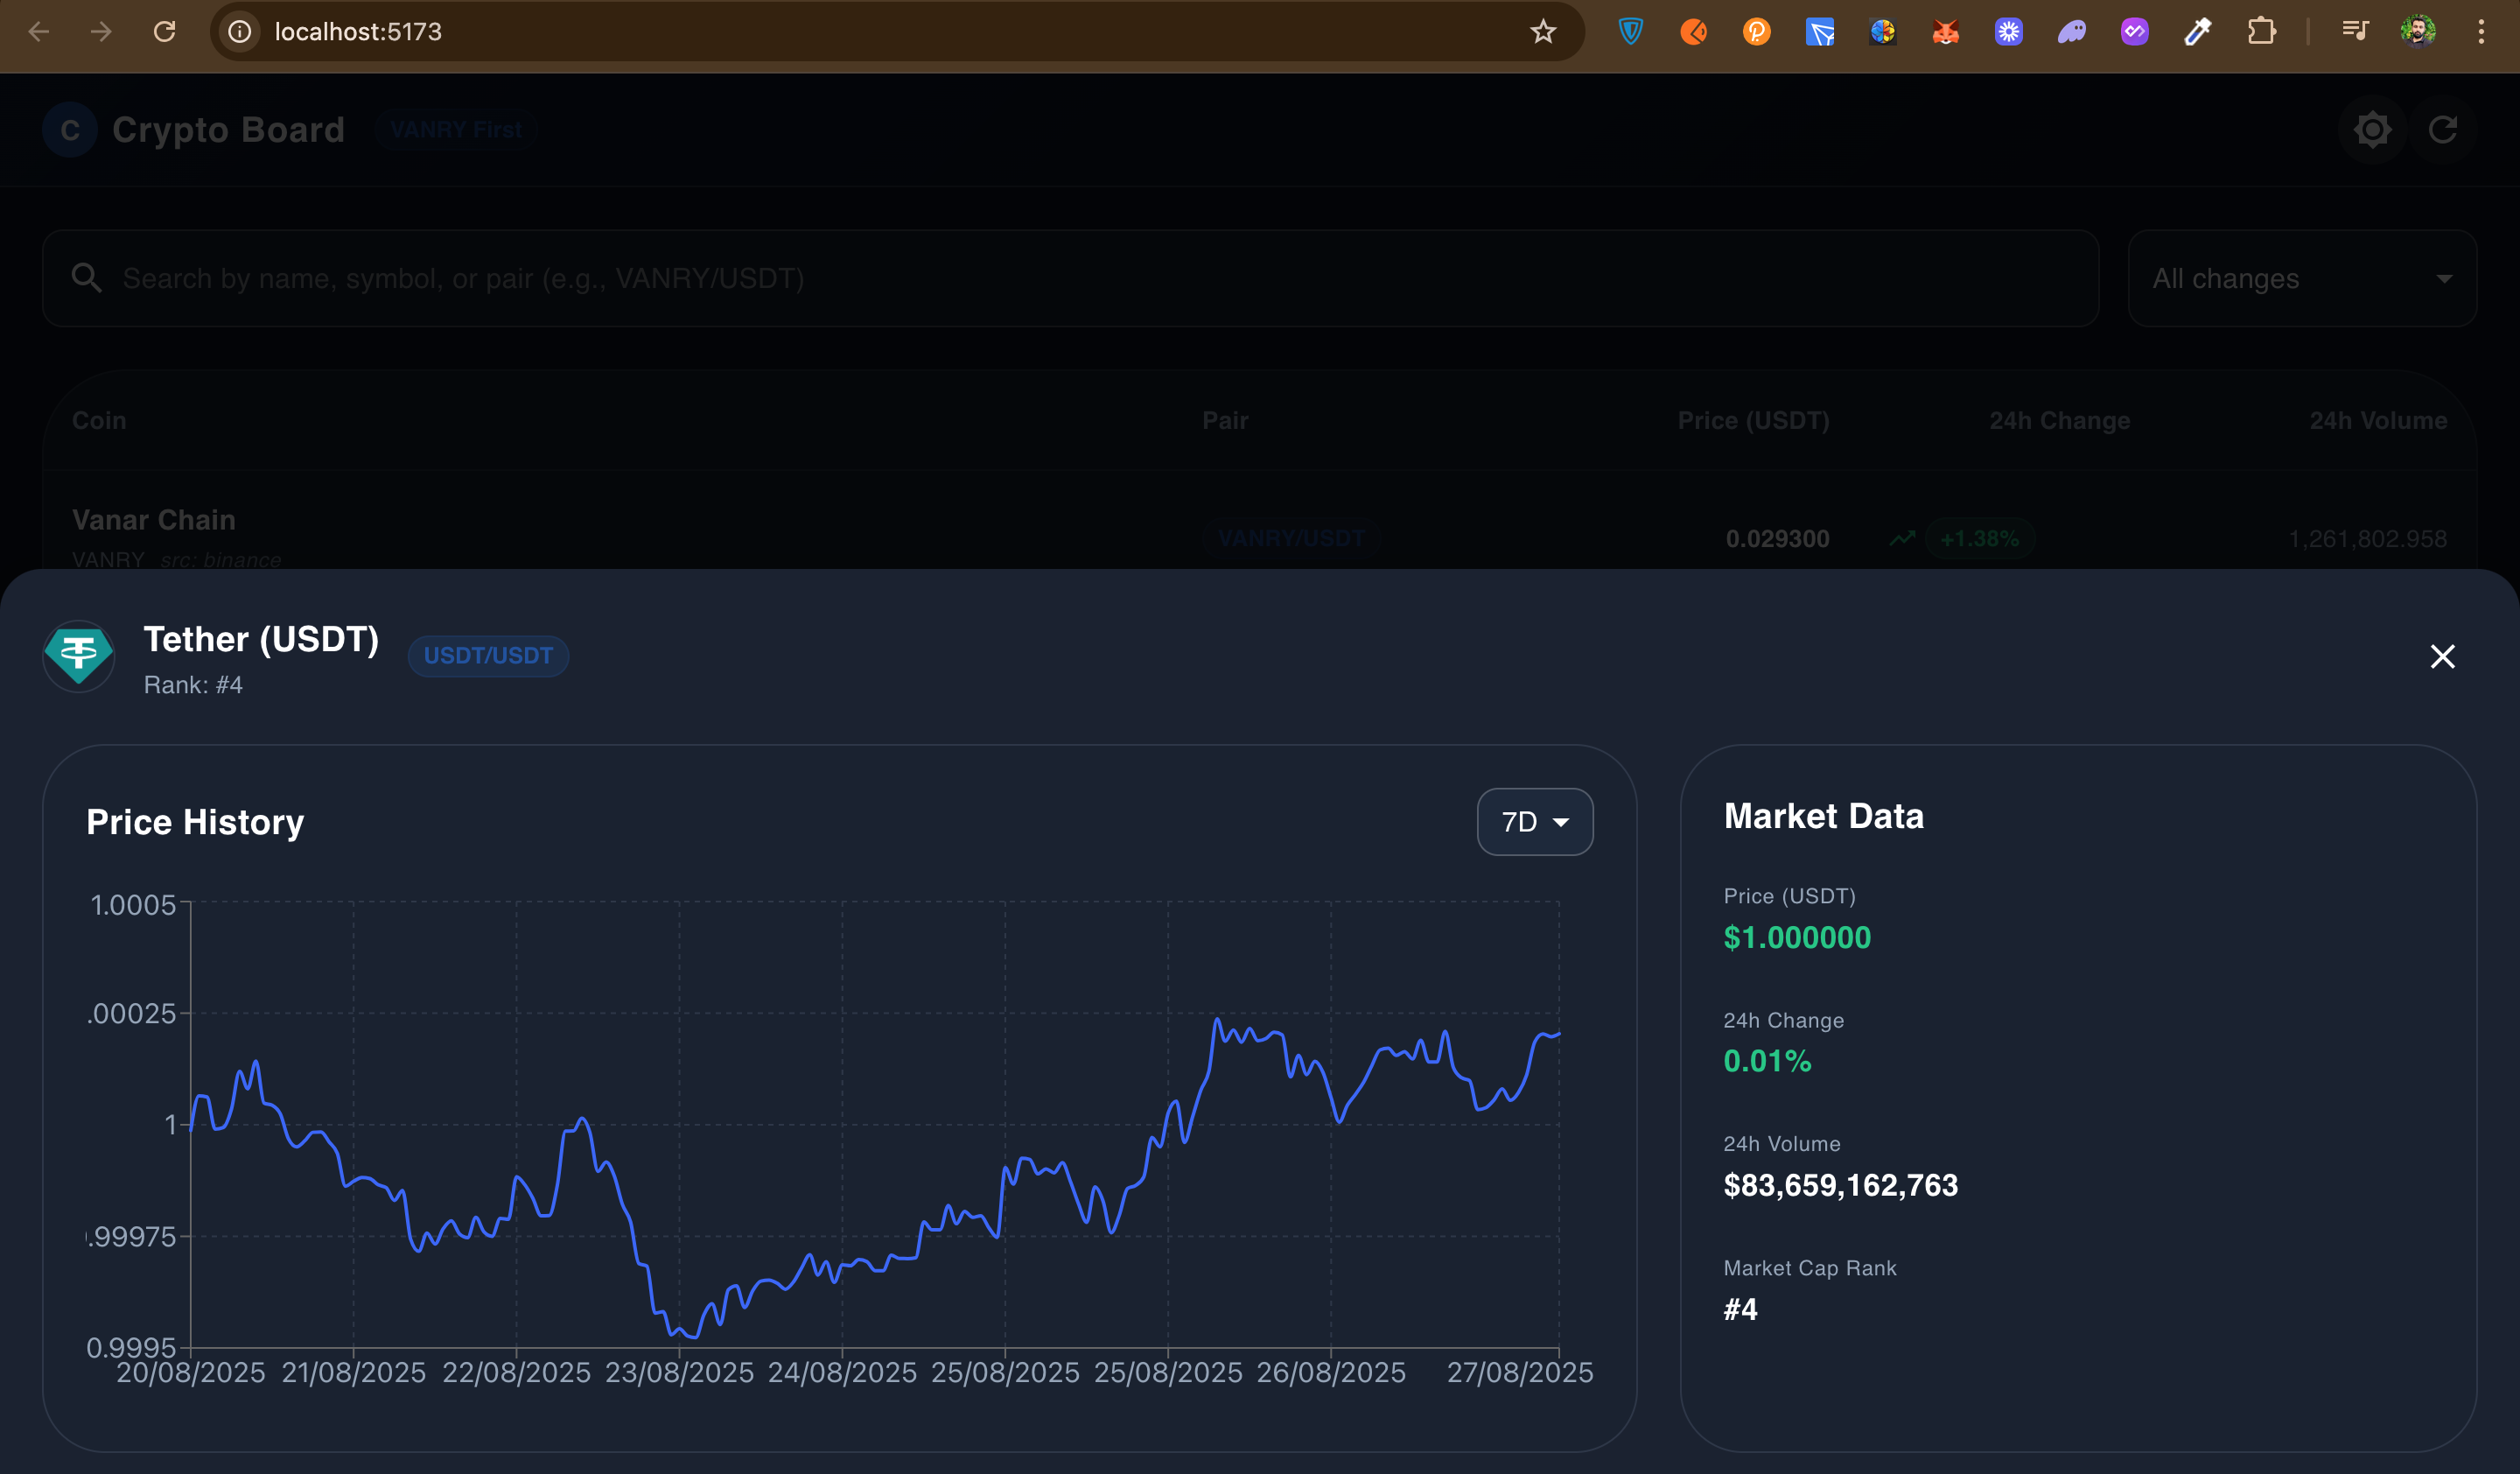 localhost:5173
C Crypto Board VANRY First
Search by name, symbol, or pair (e.g., VANRY/USDT) All changes
Coin Pair Price (USDT) 24h Change 24h Volume
Vanar Chain
VANRY src: binance VANRY/USDT 0.029300 +1.38% 1,261,802.958
Tether (USDT) USDT/USDT
Rank: #4
Price History 7D
1.0005
.00025
1
.99975
0.9995
20/08/2025 21/08/2025 22/08/2025 23/08/2025 24/08/2025 25/08/2025 25/08/2025 26/08/2025 27/08/2025
Market Data
Price (USDT)
$1.000000
24h Change
0.01%
24h Volume
$83,659,162,763
Market Cap Rank
#4